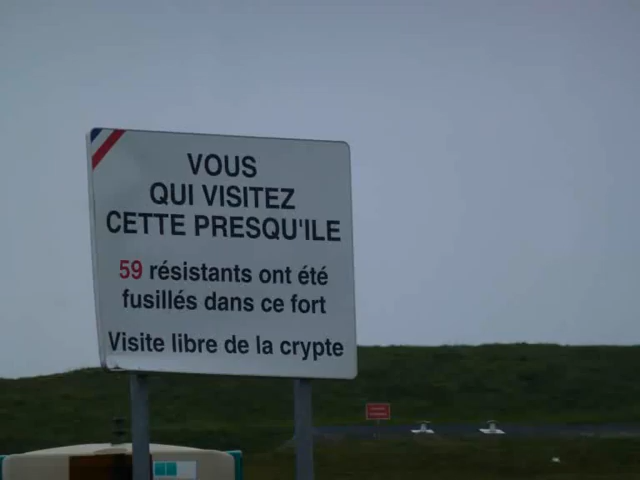 VOUS
QUI VISITEZ
CETTE PRESQU'ILE
59 résistants ont été
fusillés dans ce fort
Visite libre de la crypte